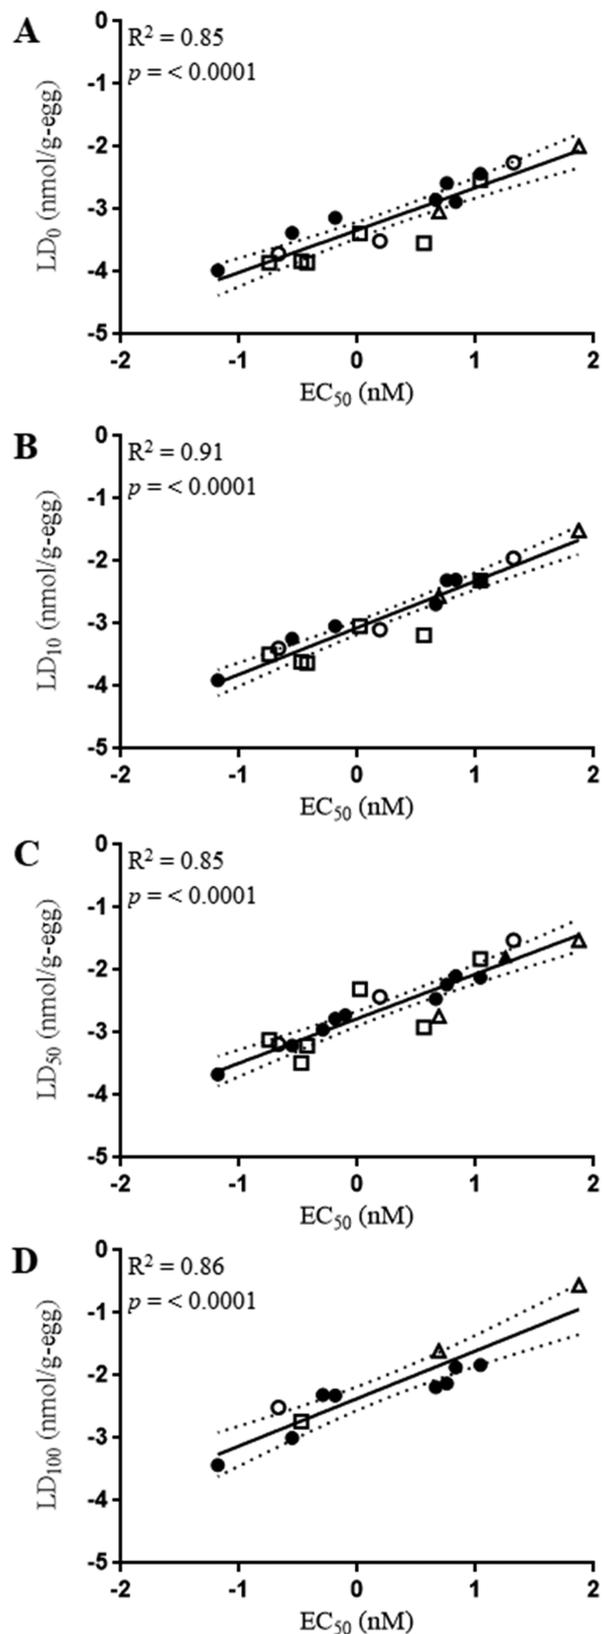 A
R² = 0.85
p = < 0.0001
0
-1
-2
-3
-4
-5
LD₀ (nmol/g-egg)
-2 -1 0 1 2
EC₅₀ (nM)
B
R² = 0.91
p = < 0.0001
0
-1
-2
-3
-4
-5
LD₁₀ (nmol/g-egg)
-2 -1 0 1 2
EC₅₀ (nM)
C
R² = 0.85
p = < 0.0001
0
-1
-2
-3
-4
-5
LD₅₀ (nmol/g-egg)
-2 -1 0 1 2
EC₅₀ (nM)
D
R² = 0.86
p = < 0.0001
0
-1
-2
-3
-4
-5
LD₁₀₀ (nmol/g-egg)
-2 -1 0 1 2
EC₅₀ (nM)